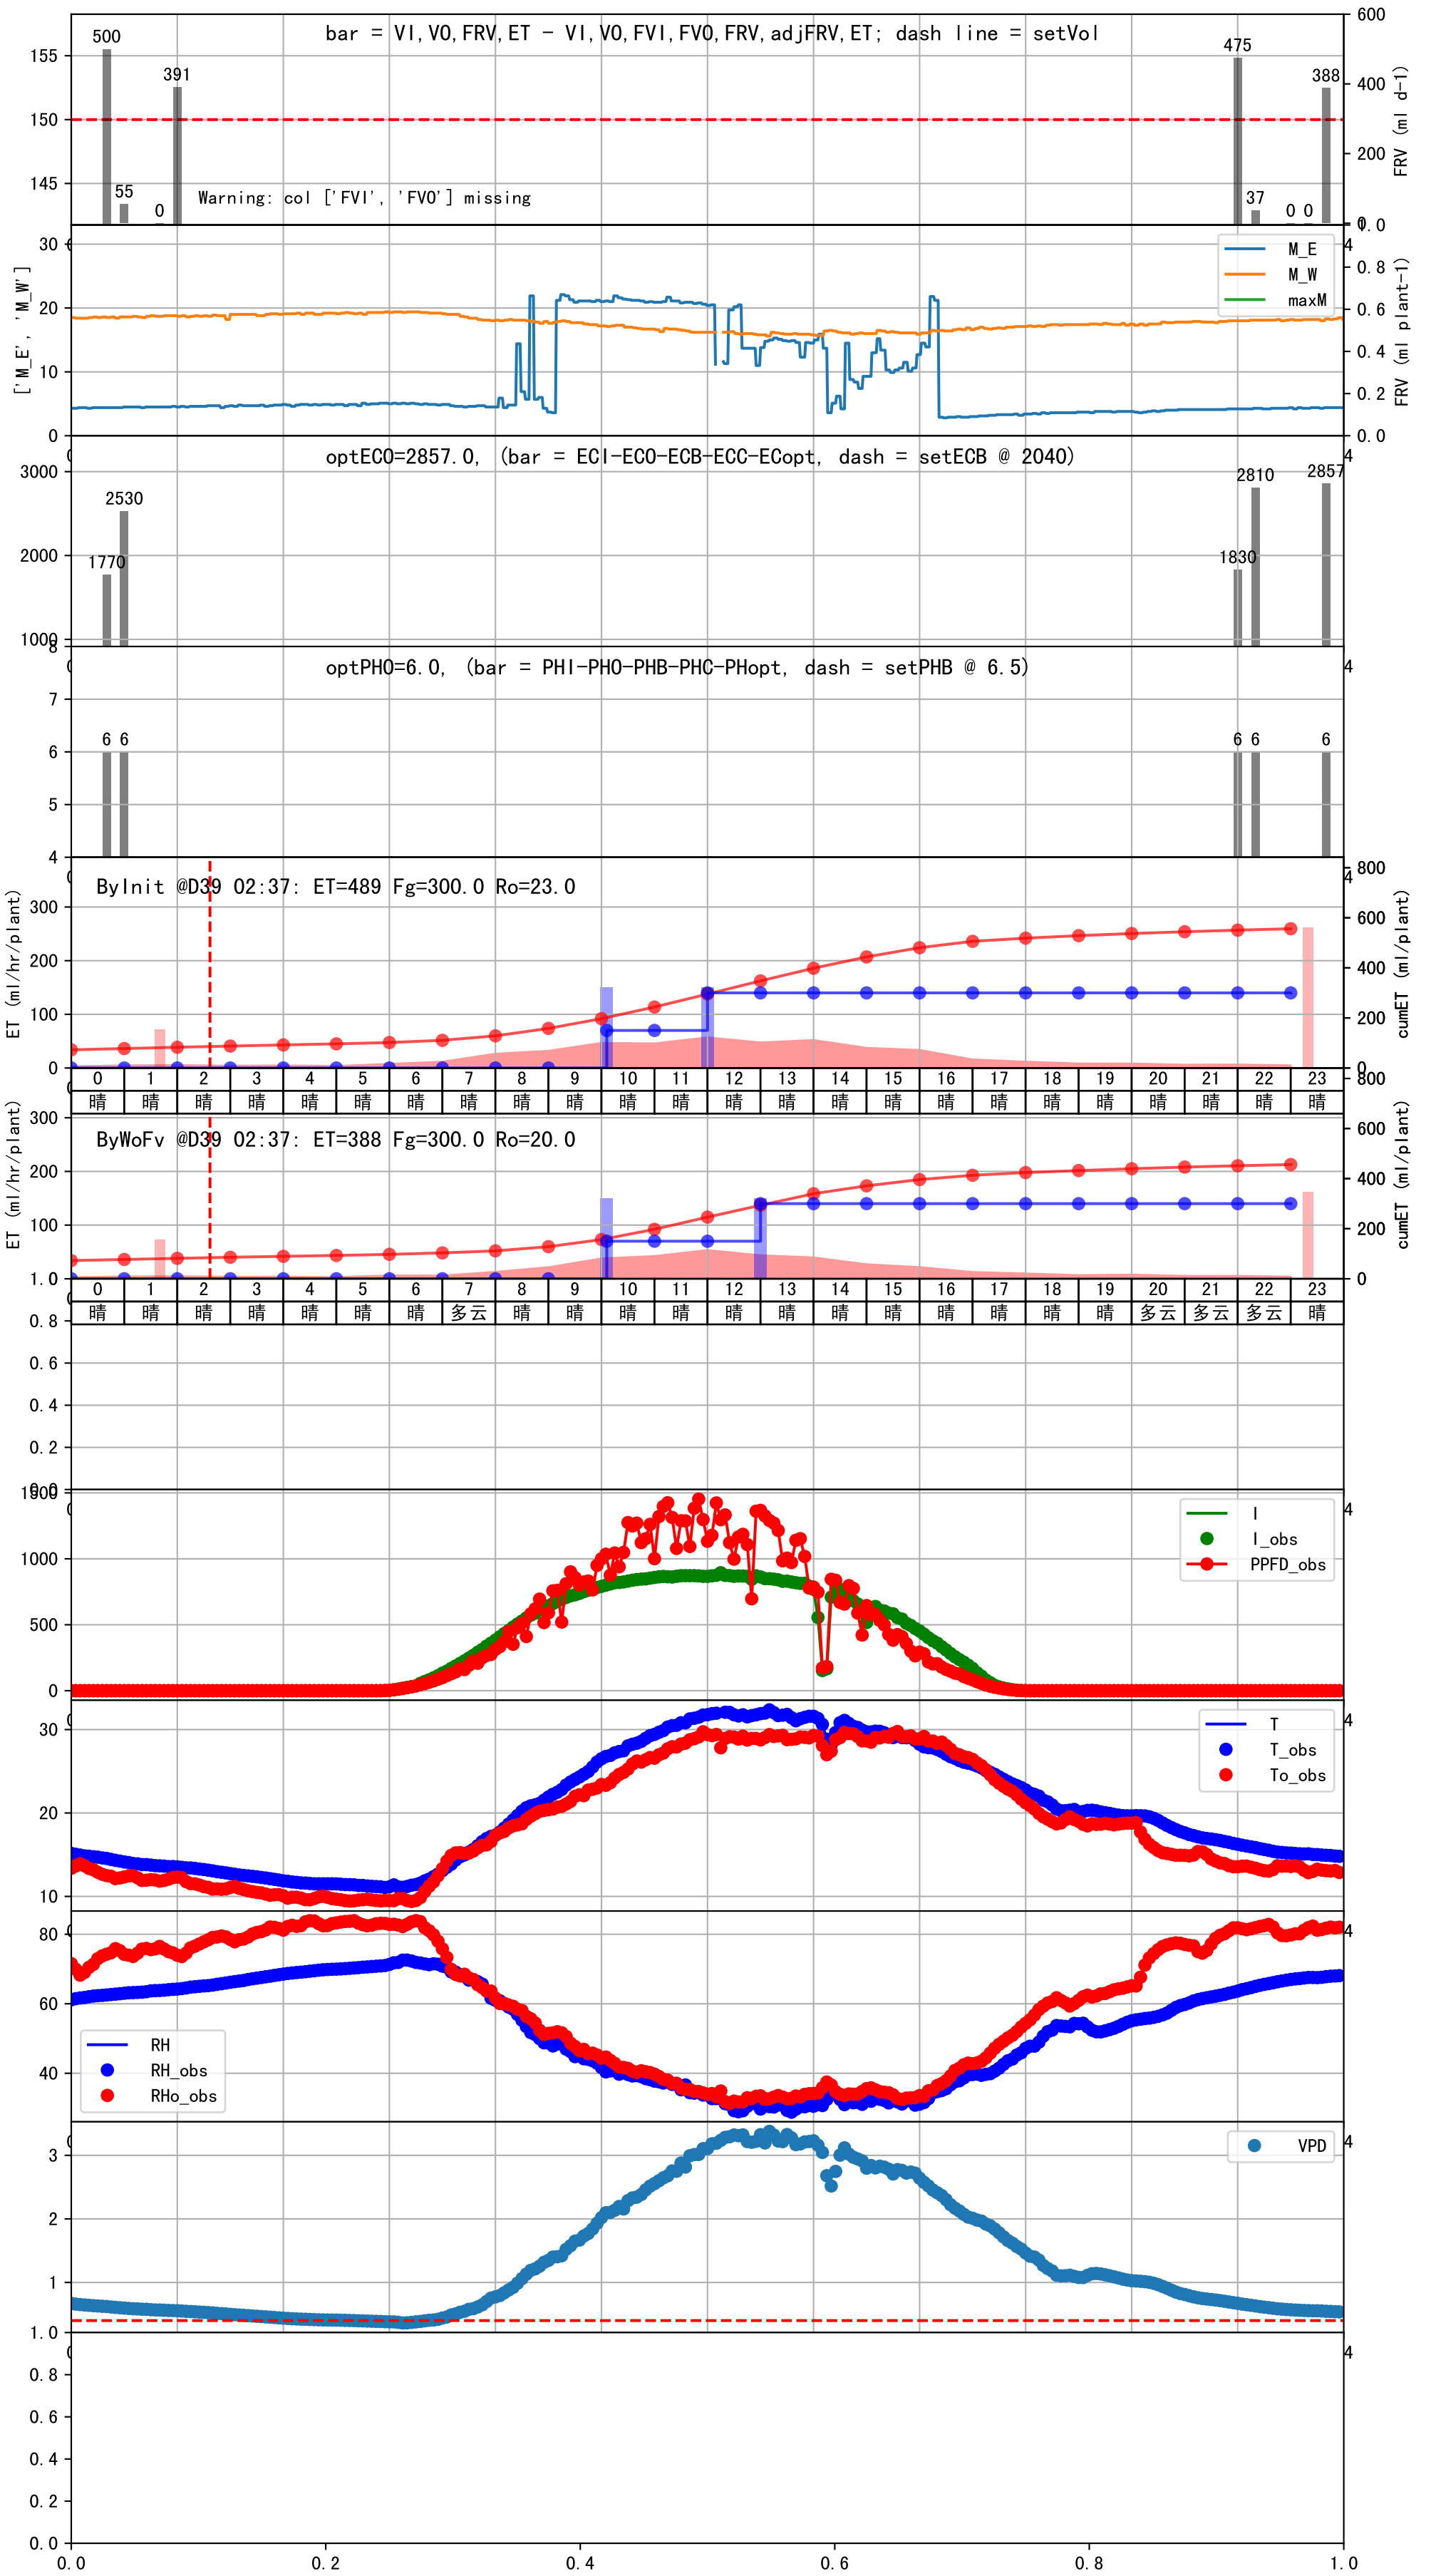 bar = VI,VO,FRV,ET - VI,VO,FVI,FVO,FRV,adjFRV,ET; dash line = setVol
500
55
0
391
475
37
0
0
388
Warning: col ['FVI', 'FVO'] missing
155
150
145
600
400
200
0
FRV (ml d-1)
['M_E', 'M_W']
30
20
10
0
M_E
M_W
maxM
1.0
0.8
0.6
0.4
0.2
0.0
FRV (ml plant-1)
optECO=2857.0, (bar = ECI-ECO-ECB-ECC-ECopt, dash = setECB @ 2040)
3000
2000
1000
1770
2530
1830
2810
2857
optPHO=6.0, (bar = PHI-PHO-PHB-PHC-PHopt, dash = setPHB @ 6.5)
8
7
6
5
4
6 6
6 6
6
ByInit @D39 02:37: ET=489 Fg=300.0 Ro=23.0
ET (ml/hr/plant)
300
200
100
0
800
600
400
200
0
cumET (ml/plant)
0 1 2 3 4 5 6 7 8 9 10 11 12 13 14 15 16 17 18 19 20 21 22 23
晴 晴 晴 晴 晴 晴 晴 晴 晴 晴 晴 晴 晴 晴 晴 晴 晴 晴 晴 晴 晴 晴 晴 晴
ByWoFv @D39 02:37: ET=388 Fg=300.0 Ro=20.0
ET (ml/hr/plant)
300
200
100
800
600
400
200
0
cumET (ml/plant)
0 1 2 3 4 5 6 7 8 9 10 11 12 13 14 15 16 17 18 19 20 21 22 23
晴 晴 晴 晴 晴 晴 晴 多云 晴 晴 晴 晴 晴 晴 晴 晴 晴 晴 晴 晴 多云 多云 多云 晴
1.0
0.8
0.6
0.4
0.2
0.0
1500
1000
500
0
I
I_obs
PPFD_obs
30
20
10
T
T_obs
To_obs
80
60
40
RH
RH_obs
RHo_obs
3
2
1
VPD
1.0
0.8
0.6
0.4
0.2
0.0
0.0 0.2 0.4 0.6 0.8 1.0